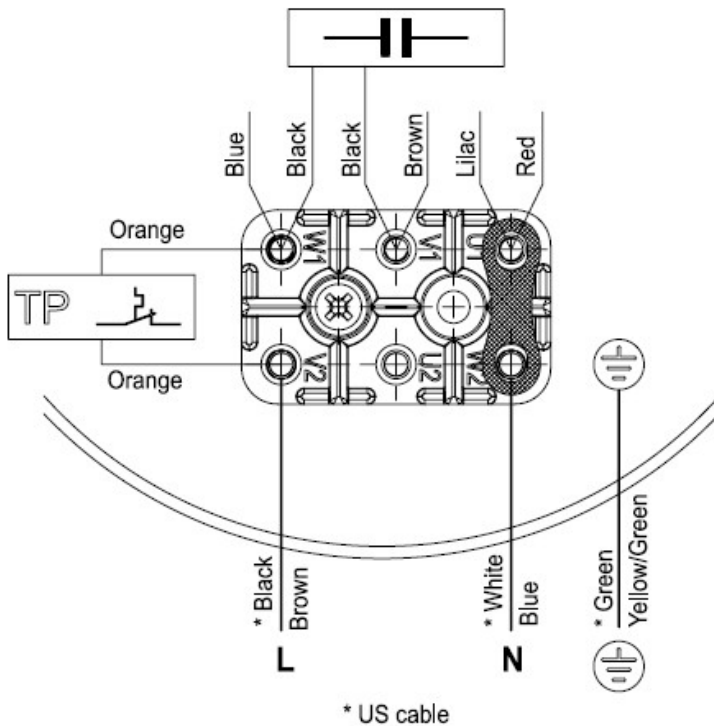 Blue
Black
Black
Brown
Lilac
Red
Orange
W1
V1
U1
TP
Orange
V2
U2
W2
* Black
Brown
* White
Blue
* Green
Yellow/Green
L
N
* US cable